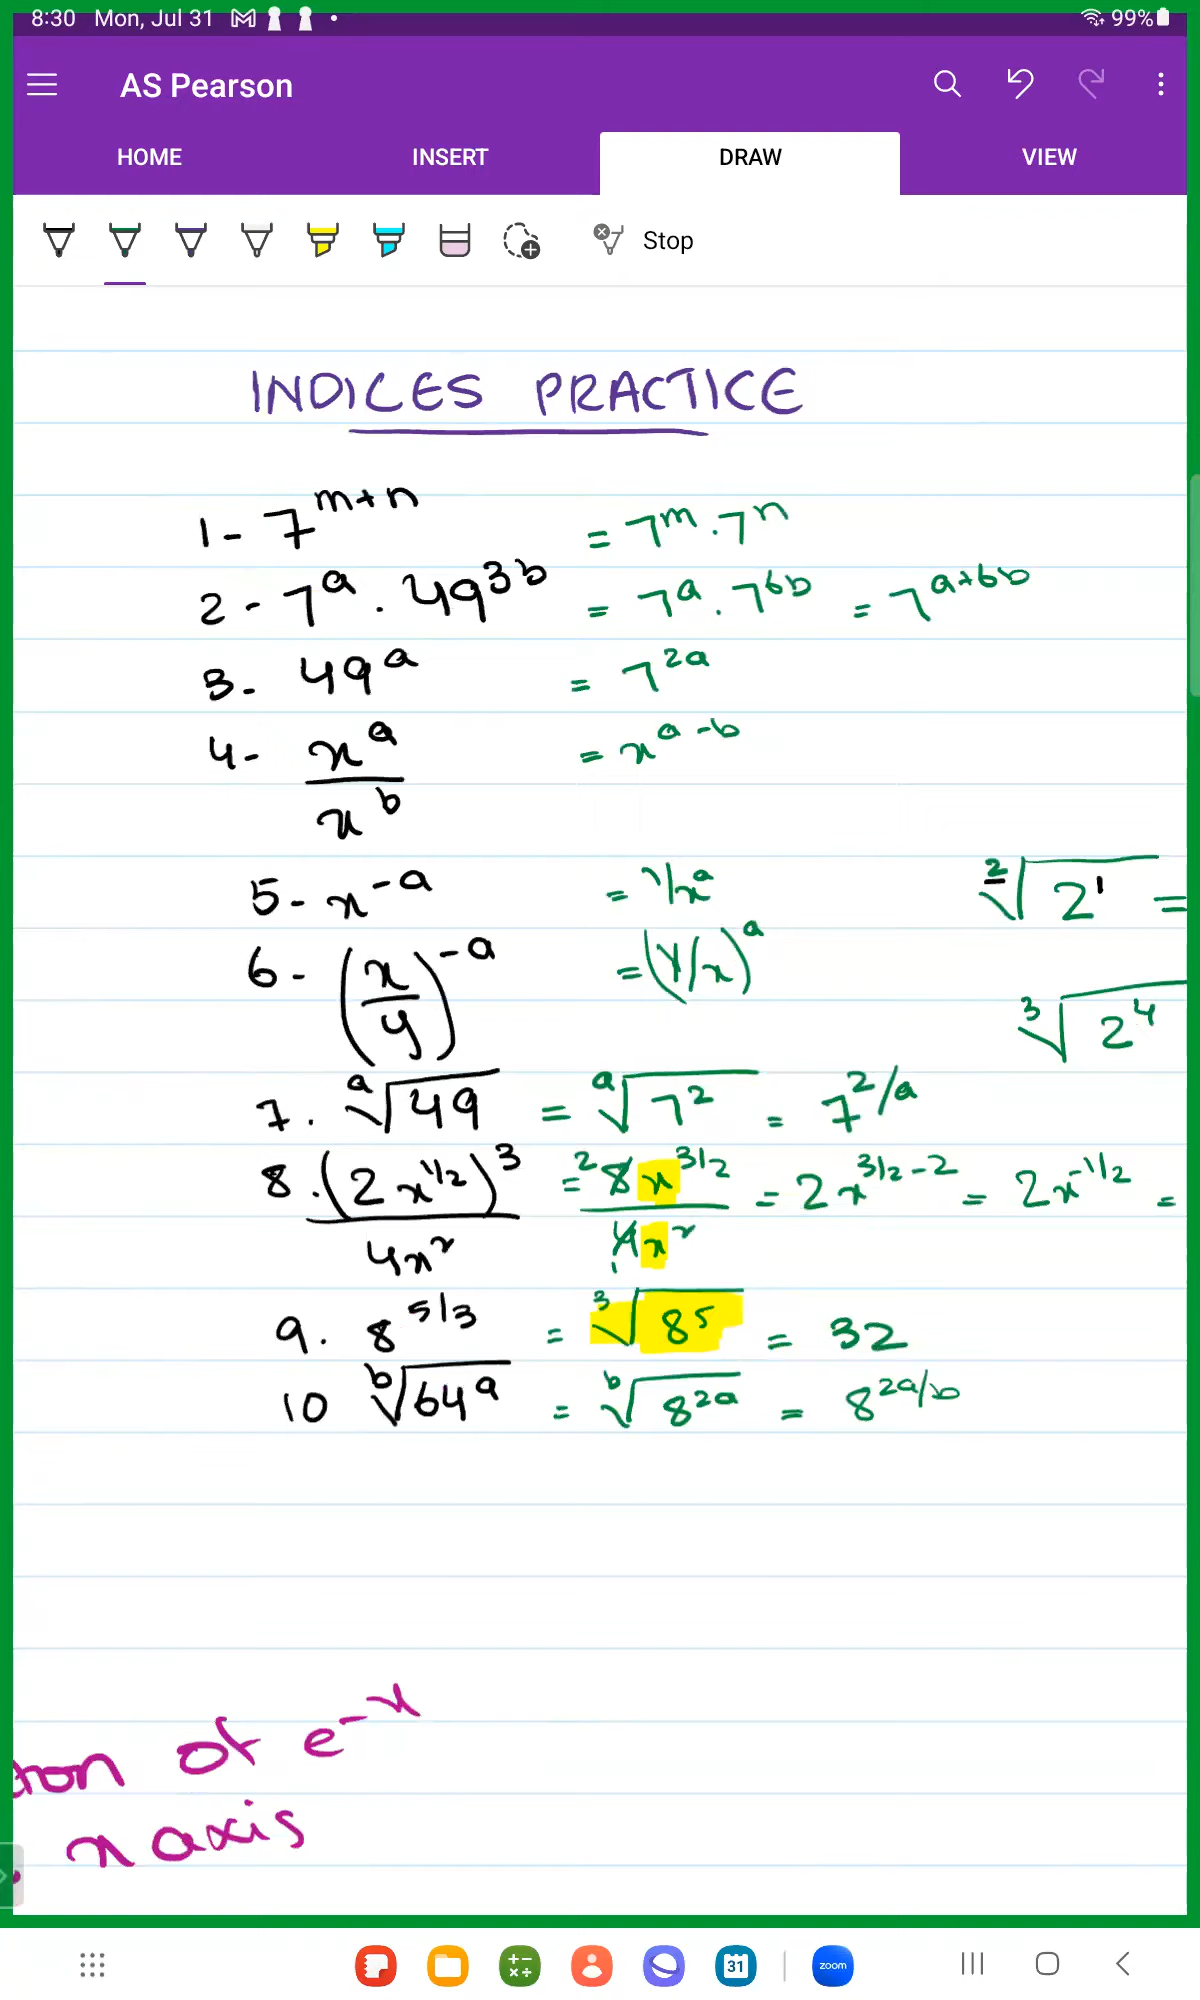 8:30 Mon, Jul 31 99%
AS Pearson
HOME INSERT DRAW VIEW
Stop
INDICES PRACTICE
1- 7^{m+n} = 7^m . 7^n
2- 7^a . 49^{3b} = 7^a . 7^{6b} = 7^{a+6b}
3- 49^a = 7^{2a}
4- x^a / x^b = x^{a-b}
5- x^{-a} = 1/x^a ²√2^1 =
6- (x/y)^{-a} = (y/x)^a ³√2^4
7. ᵃ√49 = ᵃ√7^2 = 7^{2/a}
8. (2x^{1/2})^3 / 4x^2 = 8x^{3/2} / 4x^2 = 2x^{3/2-2} = 2x^{-1/2} =
9. 8^{5/3} = ³√8^5 = 32
10 ᵇ√64^a = ᵇ√8^{2a} = 8^{2a/b}
of e^{-x}
x axis
31 zoom